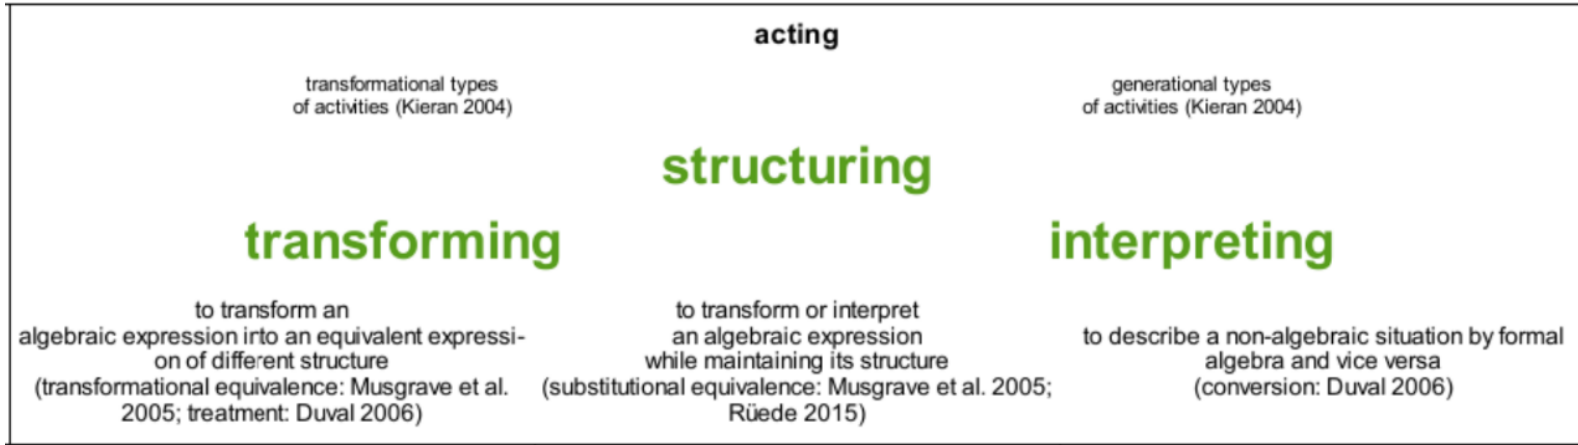 acting
transformational types
of activities (Kieran 2004)
generational types
of activities (Kieran 2004)
structuring
transforming
interpreting
to transform an
algebraic expression into an equivalent expressi-
on of different structure
(transformational equivalence: Musgrave et al.
2005; treatment: Duval 2006)
to transform or interpret
an algebraic expression
while maintaining its structure
(substitutional equivalence: Musgrave et al. 2005;
Rüede 2015)
to describe a non-algebraic situation by formal
algebra and vice versa
(conversion: Duval 2006)